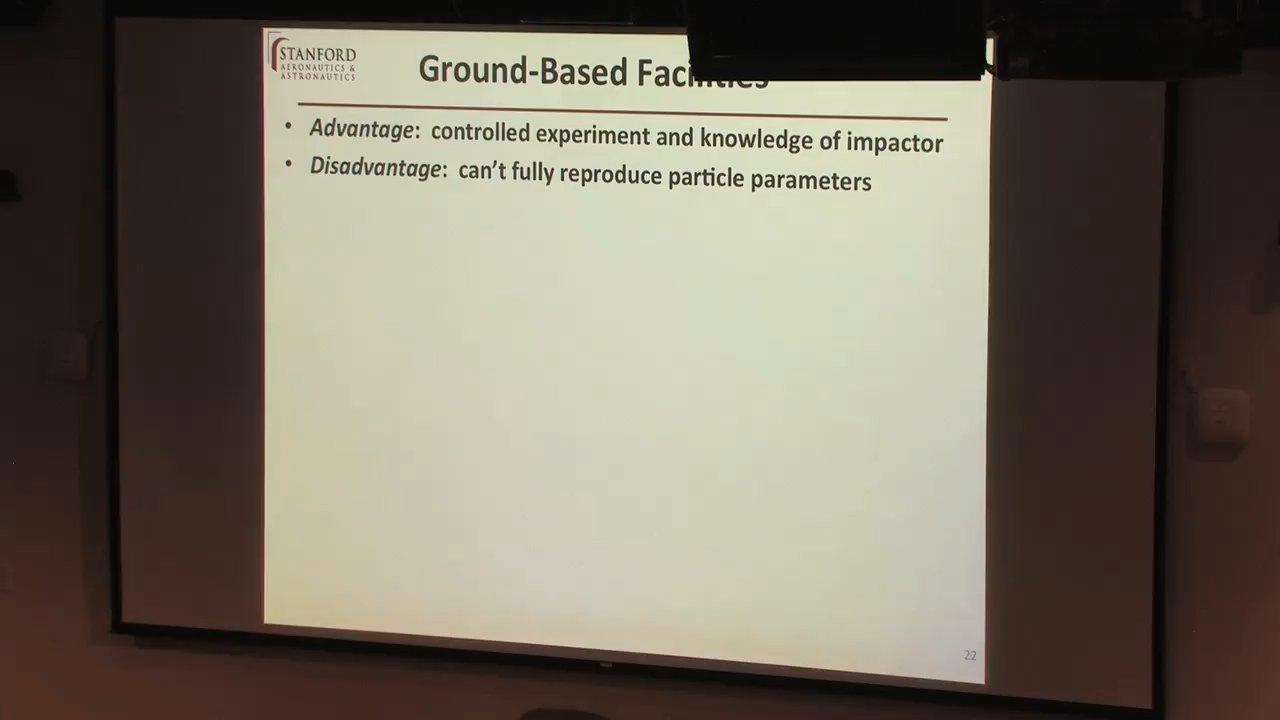 STANFORD
AERONAUTICS &
ASTRONAUTICS
Ground-Based Facilities
• Advantage: controlled experiment and knowledge of impactor
• Disadvantage: can't fully reproduce particle parameters
22